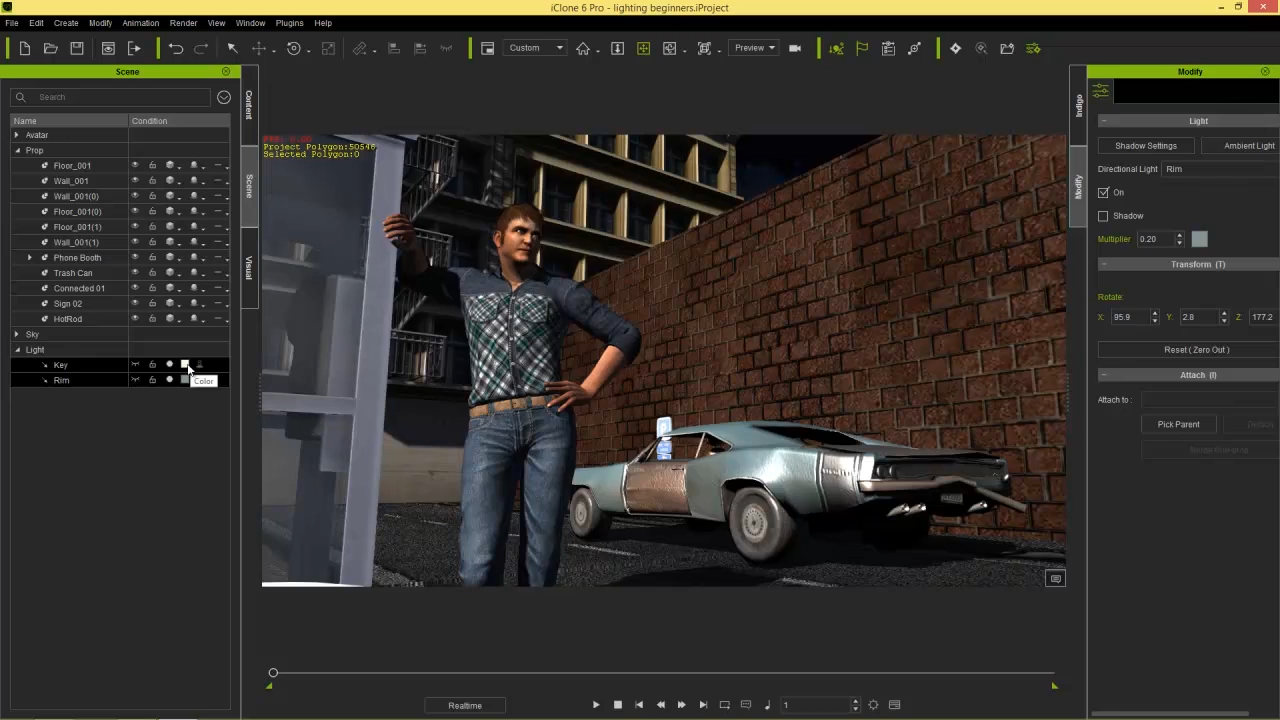 iClone 6 Pro - lighting beginners.iProject
File Edit Create Modify Animation Render View Window Plugins Help
Custom Preview
Scene
Search
Name Condition
Avatar
Prop
Floor_001
Wall_001
Wall_001(0)
Floor_001(0)
Floor_001(1)
Wall_001(1)
Phone Booth
Trash Can
Connected 01
Sign 02
HotRod
Sky
Light
Key
Rim
Color
Content
Scene
Visual
Project Polygon:50546
Selected Polygon:0
Realtime
1
Indigo
Modify
Modify
Light
Shadow Settings Ambient Light
Directional Light Rim
On
Shadow
Multiplier 0.20
Transform (T)
Rotate:
X: 95.9 Y: 2.8 Z: 177.2
Reset ( Zero Out )
Attach (I)
Attach to :
Pick Parent